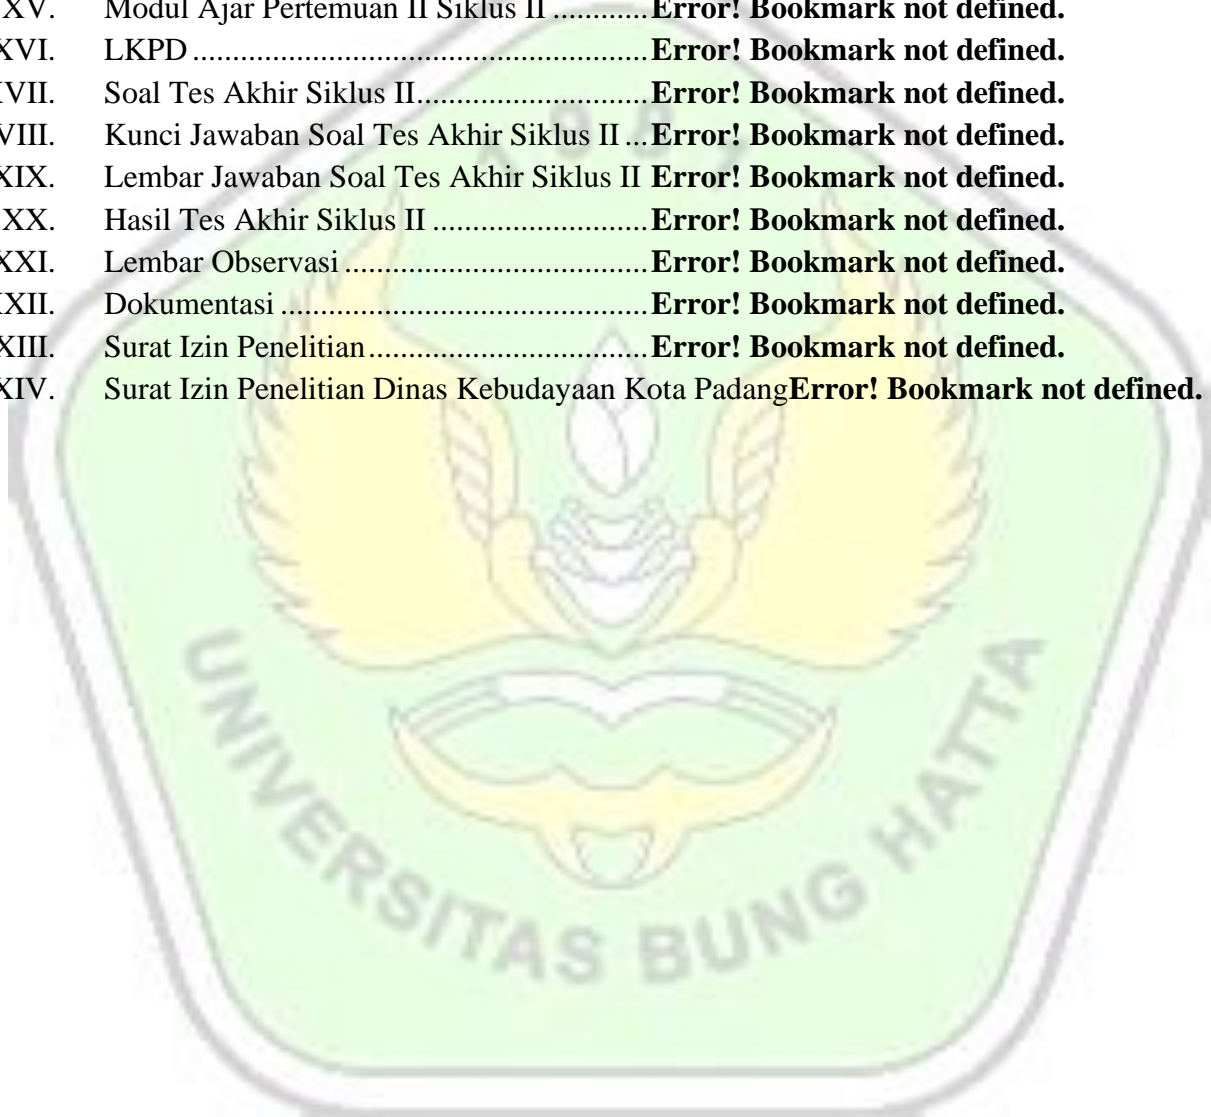 XV. Modul Ajar Pertemuan II Siklus II ............Error! Bookmark not defined.
XVI. LKPD .........................................................Error! Bookmark not defined.
VII. Soal Tes Akhir Siklus II.............................Error! Bookmark not defined.
VIII. Kunci Jawaban Soal Tes Akhir Siklus II ...Error! Bookmark not defined.
XIX. Lembar Jawaban Soal Tes Akhir Siklus II Error! Bookmark not defined.
XX. Hasil Tes Akhir Siklus II ...........................Error! Bookmark not defined.
XXI. Lembar Observasi ......................................Error! Bookmark not defined.
XXII. Dokumentasi ..............................................Error! Bookmark not defined.
XIII. Surat Izin Penelitian...................................Error! Bookmark not defined.
XIV. Surat Izin Penelitian Dinas Kebudayaan Kota PadangError! Bookmark not defined.
UNIVERSITAS BUNG HATTA